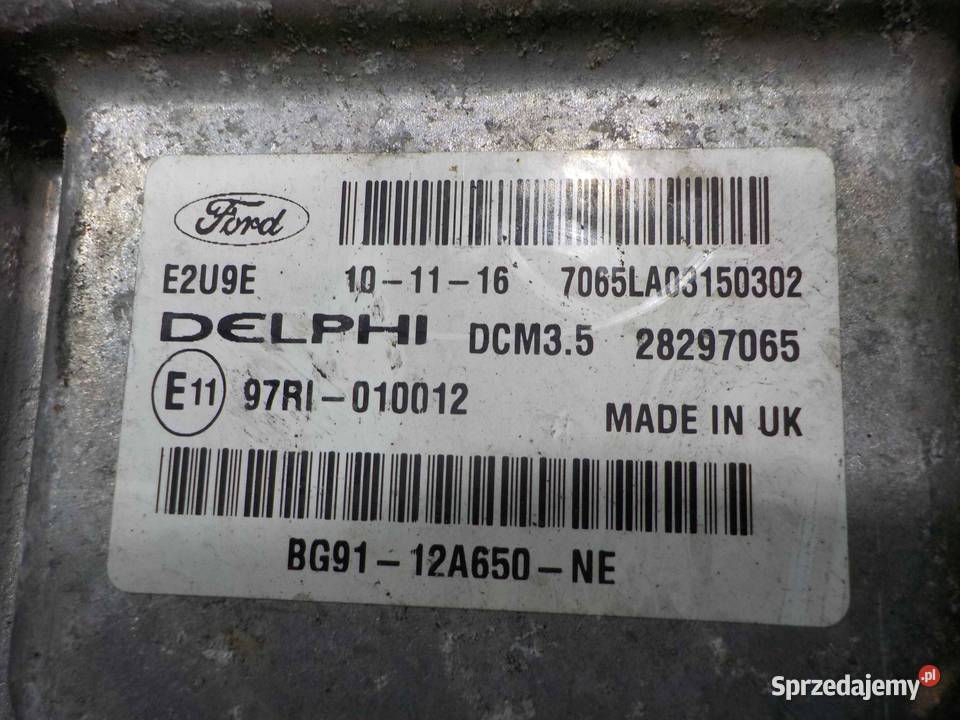 Ford
E2U9E 10-11-16 7065LA03150302
DELPHI DCM3.5 28297065
E11 97RI-010012
MADE IN UK
BG91-12A650-NE
Sprzedajemy.pl